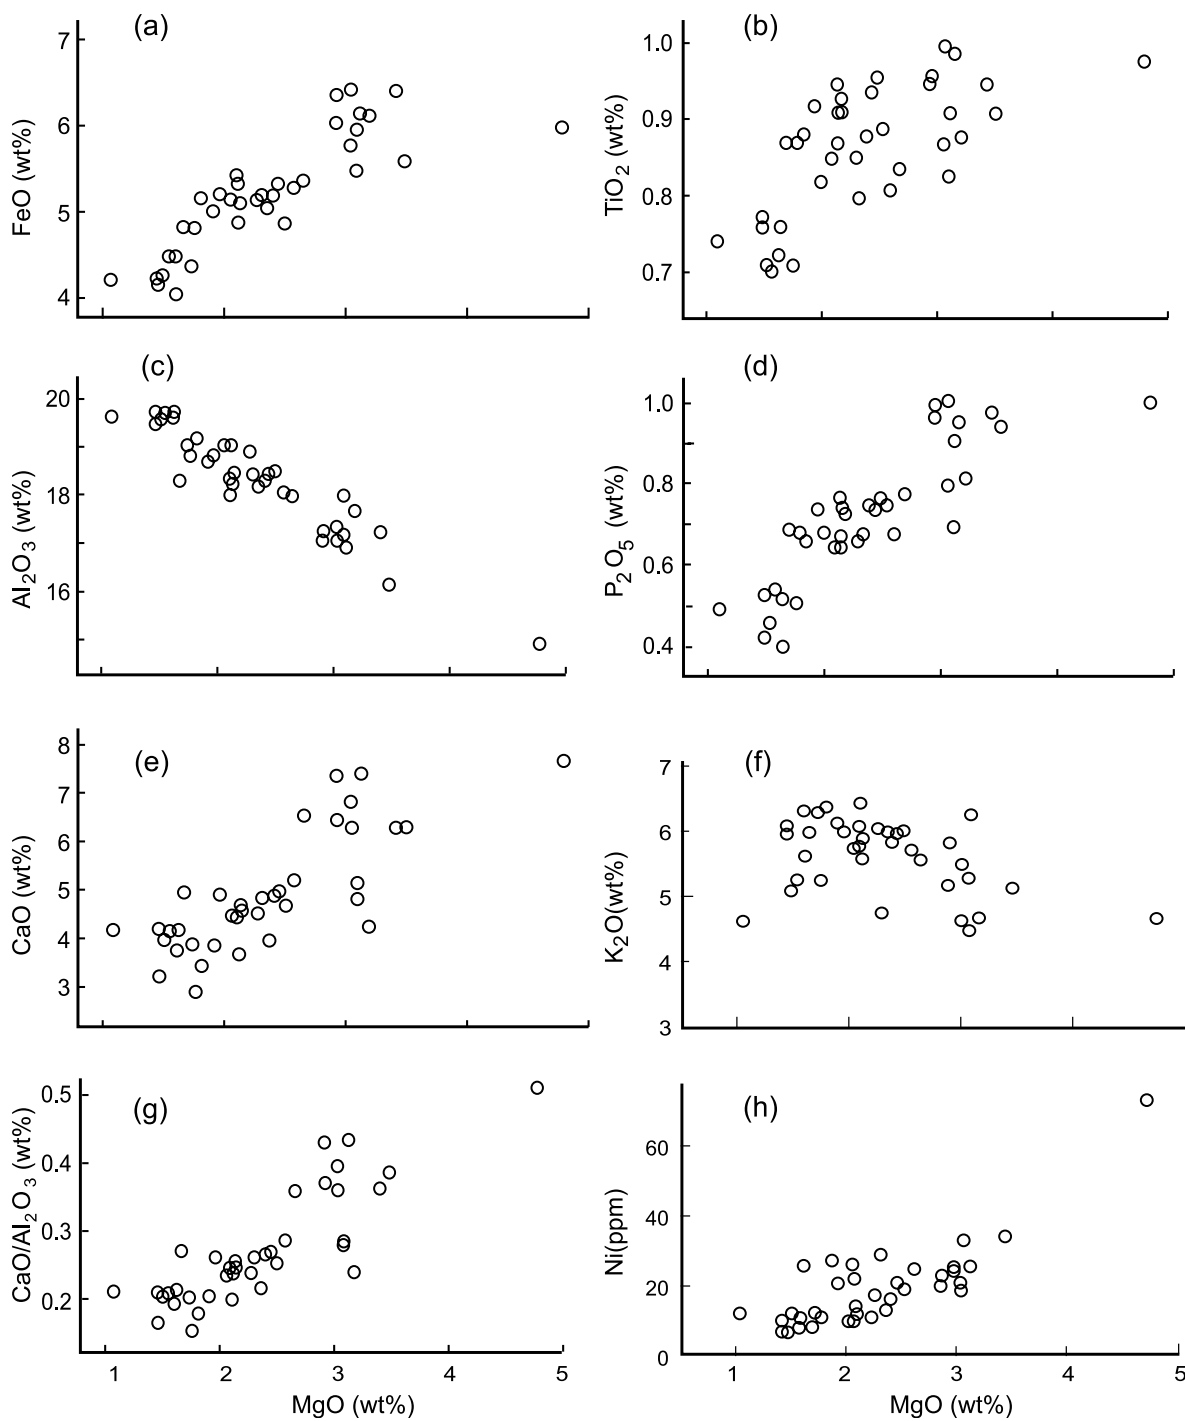 (a)
7
6
5
4
FeO (wt%)
(b)
1.0
0.9
0.8
0.7
TiO₂ (wt%)
(c)
20
18
16
Al₂O₃ (wt%)
(d)
1.0
0.8
0.6
0.4
P₂O₅ (wt%)
(e)
8
7
6
5
4
3
CaO (wt%)
(f)
7
6
5
4
3
K₂O(wt%)
(g)
0.5
0.4
0.3
0.2
CaO/Al₂O₃ (wt%)
1 2 3 4 5
MgO (wt%)
(h)
60
40
20
0
Ni(ppm)
1 2 3 4 5
MgO (wt%)